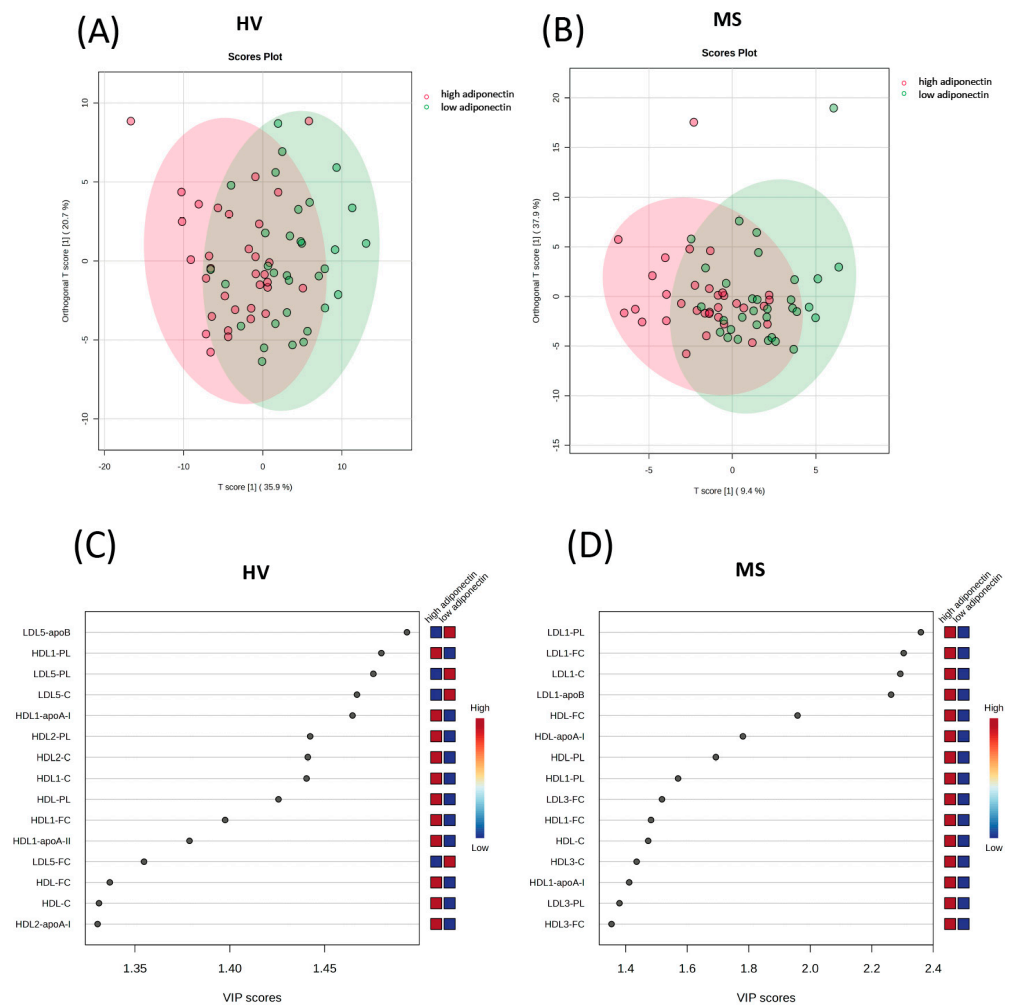 (A)
HV
Scores Plot
high adiponectin
low adiponectin
Orthogonal T score [1] ( 20.7 %)
10
5
0
-5
-10
-20
-10
0
10
T score [1] ( 35.9 %)
(B)
MS
Scores Plot
high adiponectin
low adiponectin
Orthogonal T score [1] ( 37.9 %)
20
15
10
5
0
-5
-10
-15
-5
0
5
T score [1] ( 9.4 %)
(C)
HV
high adiponectin
low adiponectin
LDL5-apoB
HDL1-PL
LDL5-PL
LDL5-C
HDL1-apoA-I
HDL2-PL
HDL2-C
HDL1-C
HDL-PL
HDL1-FC
HDL1-apoA-II
LDL5-FC
HDL-FC
HDL-C
HDL2-apoA-I
High
Low
1.35
1.40
1.45
VIP scores
(D)
MS
high adiponectin
low adiponectin
LDL1-PL
LDL1-FC
LDL1-C
LDL1-apoB
HDL-FC
HDL-apoA-I
HDL-PL
HDL1-PL
LDL3-FC
HDL1-FC
HDL-C
HDL3-C
HDL1-apoA-I
LDL3-PL
HDL3-FC
High
Low
1.4
1.6
1.8
2.0
2.2
2.4
VIP scores